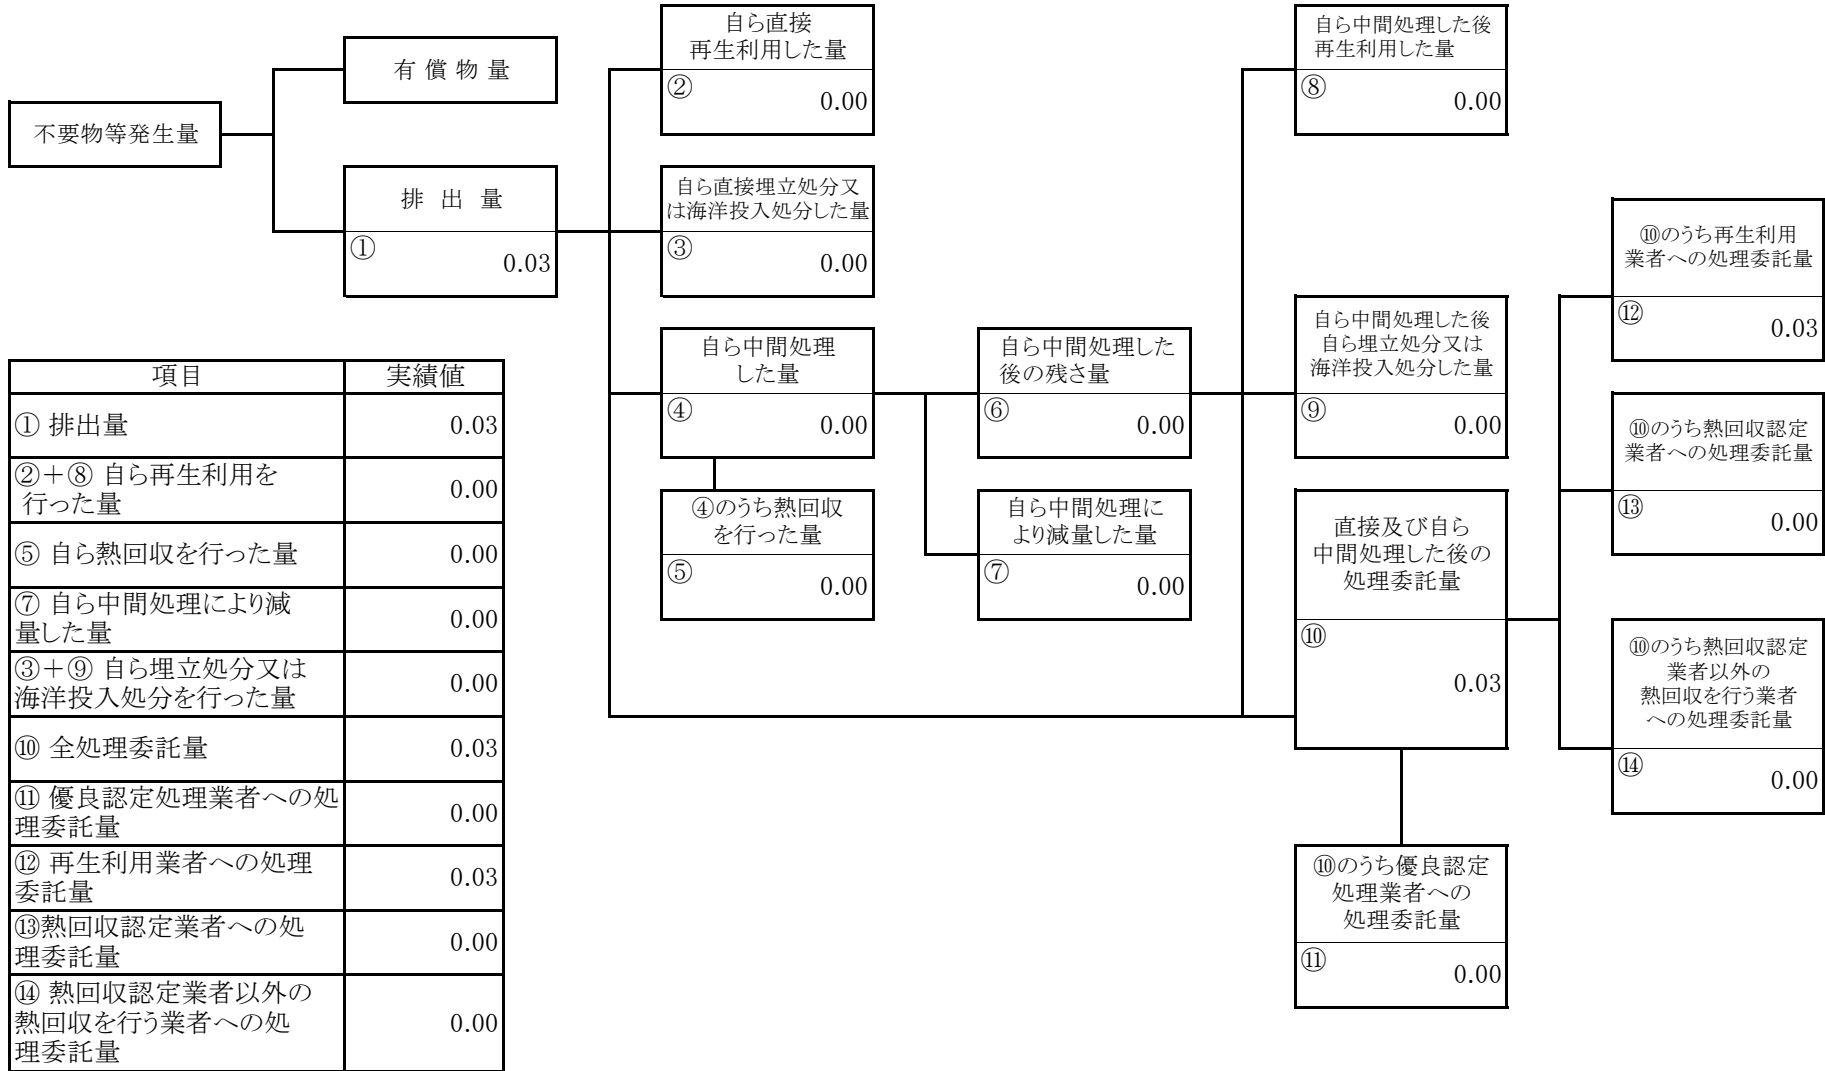 自ら直接
再生利用した量
②
0.00
自ら中間処理した後
再生利用した量
⑧
0.00
有 償 物 量
不要物等発生量
排 出 量
①
0.03
自ら直接埋立処分又
は海洋投入処分した量
③
0.00
⑩のうち再生利用
業者への処理委託量
⑫
0.03
自ら中間処理
した量
④
0.00
自ら中間処理した
後の残さ量
⑥
0.00
自ら中間処理した後
自ら埋立処分又は
海洋投入処分した量
⑨
0.00
⑩のうち熱回収認定
業者への処理委託量
⑬
0.00
④のうち熱回収
を行った量
⑤
0.00
自ら中間処理に
より減量した量
⑦
0.00
直接及び自ら
中間処理した後の
処理委託量
⑩
0.03
⑩のうち熱回収認定
業者以外の
熱回収を行う業者
への処理委託量
⑭
0.00
⑩のうち優良認定
処理業者への
処理委託量
⑪
0.00
項目 実績値
① 排出量 0.03
②+⑧ 自ら再生利用を
行った量 0.00
⑤ 自ら熱回収を行った量 0.00
⑦ 自ら中間処理により減
量した量 0.00
③+⑨ 自ら埋立処分又は
海洋投入処分を行った量 0.00
⑩ 全処理委託量 0.03
⑪ 優良認定処理業者への処
理委託量 0.00
⑫ 再生利用業者への処理
委託量 0.03
⑬熱回収認定業者への処
理委託量 0.00
⑭ 熱回収認定業者以外の
熱回収を行う業者への処
理委託量 0.00